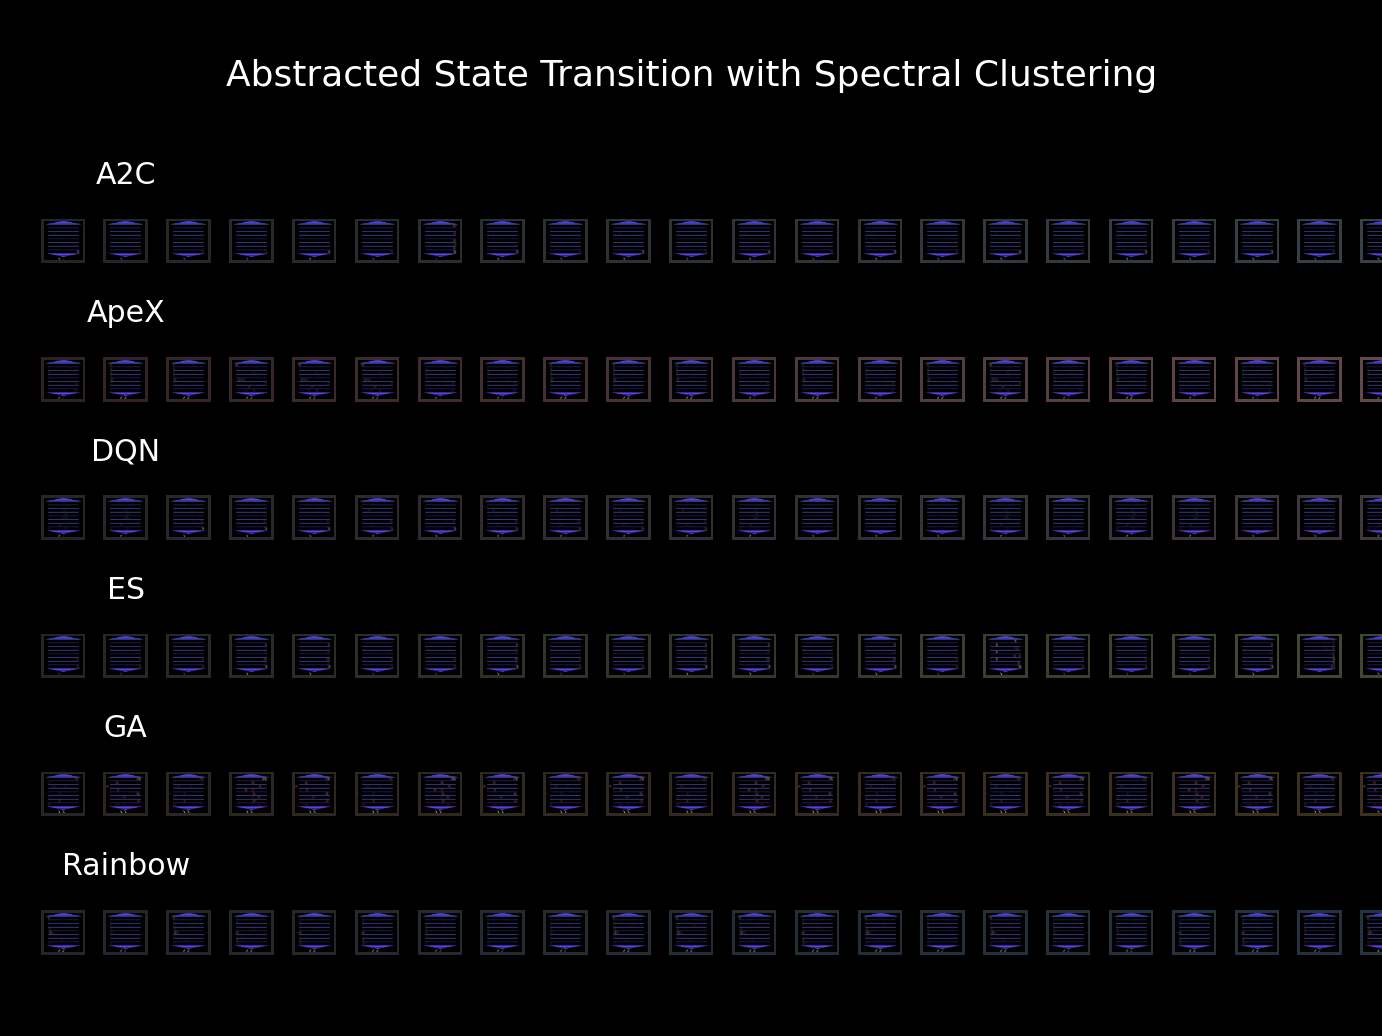 Abstracted State Transition with Spectral Clustering
A2C
ApeX
DQN
ES
GA
Rainbow